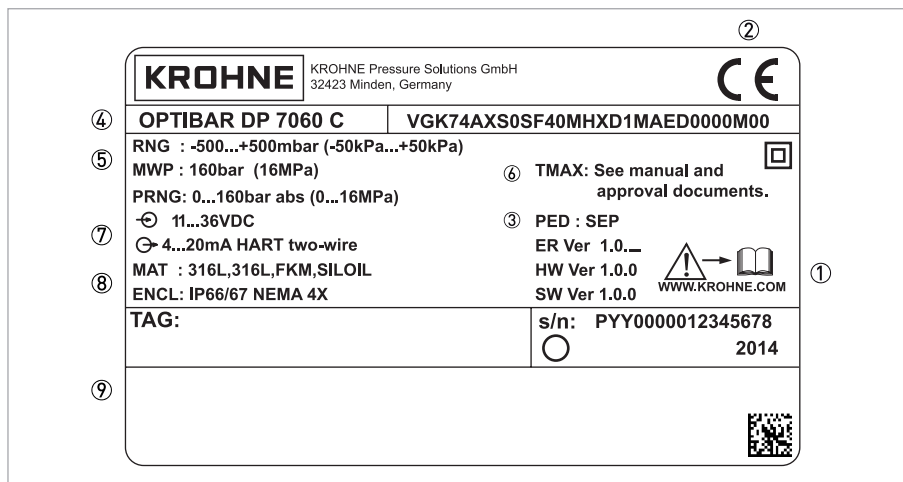 ②
KROHNE
KROHNE Pressure Solutions GmbH
32423 Minden, Germany
CE
④ OPTIBAR DP 7060 C VGK74AXS0SF40MHXD1MAED0000M00
⑤ RNG : -500...+500mbar (-50kPa...+50kPa)
MWP : 160bar (16MPa)
PRNG: 0...160bar abs (0...16MPa)
⑥ TMAX: See manual and
approval documents.
⑦ 11...36VDC
4...20mA HART two-wire
③ PED : SEP
ER Ver 1.0._
HW Ver 1.0.0
SW Ver 1.0.0
⑧ MAT : 316L,316L,FKM,SILOIL
ENCL: IP66/67 NEMA 4X
WWW.KROHNE.COM
①
TAG:
s/n: PYY0000012345678
2014
⑨